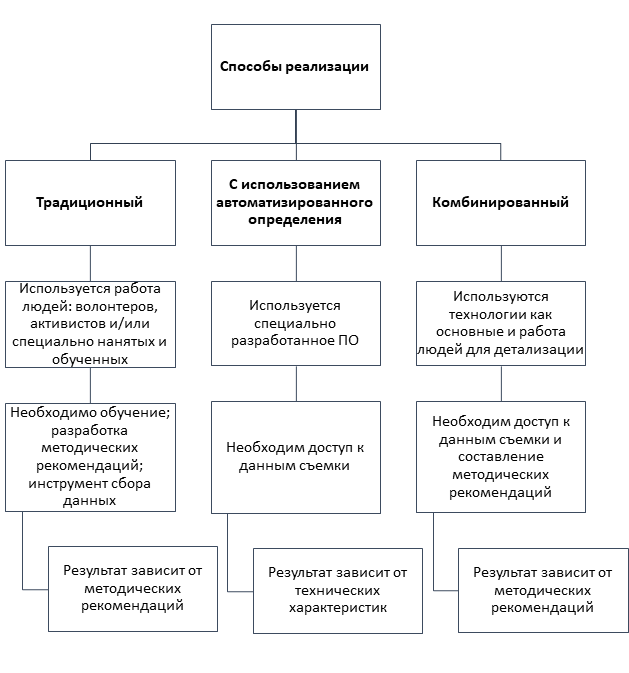 Способы реализации
Традиционный
С использованием
автоматизированного
определения
Комбинированный
Используется работа
людей: волонтеров,
активистов и/или
специально нанятых и
обученных
Используется
специально
разработанное ПО
Используются
технологии как
основные и работа
людей для детализации
Необходимо обучение;
разработка
методических
рекомендаций;
инструмент сбора
данных
Необходим доступ к
данным съемки
Необходим доступ к
данным съемки и
составление
методических
рекомендаций
Результат зависит от
методических
рекомендаций
Результат зависит от
технических
характеристик
Результат зависит от
методических
рекомендаций